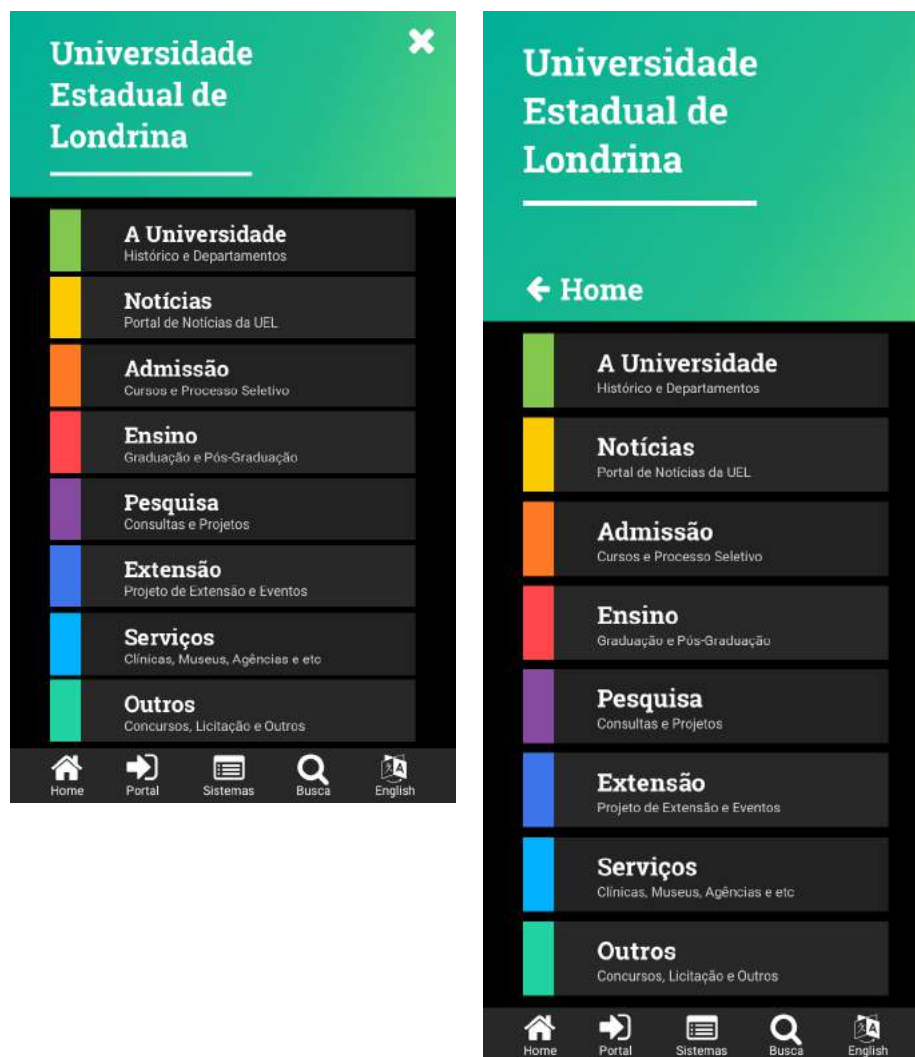 Universidade
Estadual de
Londrina
A Universidade
Histórico e Departamentos
Notícias
Portal de Notícias da UEL
Admissão
Cursos e Processo Seletivo
Ensino
Graduação e Pós-Graduação
Pesquisa
Consultas e Projetos
Extensão
Projeto de Extensão e Eventos
Serviços
Clínicas, Museus, Agências e etc
Outros
Concursos, Licitação e Outros
Home Portal Sistemas Busca English
Universidade
Estadual de
Londrina
Home
A Universidade
Histórico e Departamentos
Notícias
Portal de Notícias da UEL
Admissão
Cursos e Processo Seletivo
Ensino
Graduação e Pós-Graduação
Pesquisa
Consultas e Projetos
Extensão
Projeto de Extensão e Eventos
Serviços
Clínicas, Museus, Agências e etc
Outros
Concursos, Licitação e Outros
Home Portal Sistemas Busca English